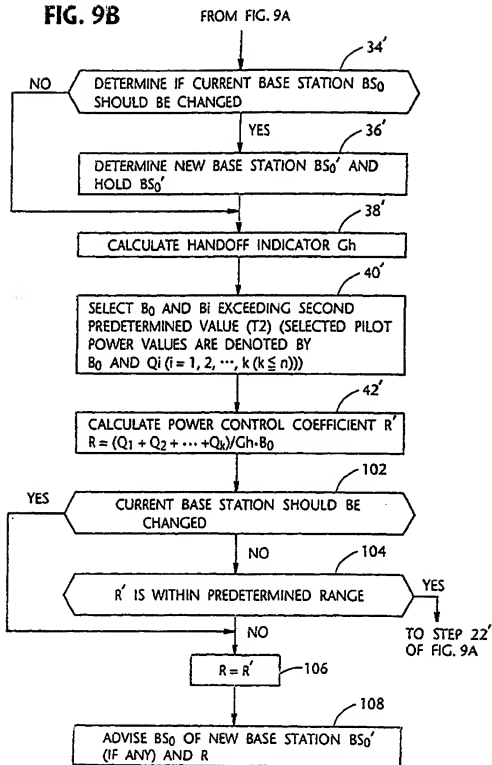 FIG. 9B
FROM FIG. 9A
34′
NO
DETERMINE IF CURRENT BASE STATION BS₀
SHOULD BE CHANGED
YES
36′
DETERMINE NEW BASE STATION BS₀′ AND
HOLD BS₀′
38′
CALCULATE HANDOFF INDICATOR Gh
40′
SELECT B₀ AND Bi EXCEEDING SECOND
PREDETERMINED VALUE (T2) (SELECTED PILOT
POWER VALUES ARE DENOTED BY
B₀ AND Qi (i = 1, 2, ···, k (k ≦ n)))
42′
CALCULATE POWER CONTROL COEFFICIENT R′
R = (Q₁ + Q₂ + ··· +Qₖ)/Gh·B₀
102
YES
CURRENT BASE STATION SHOULD BE
CHANGED
NO
104
R′ IS WITHIN PREDETERMINED RANGE
YES
NO
TO STEP 22′
OF FIG. 9A
R = R′
106
108
ADVISE BS₀ OF NEW BASE STATION BS₀′
(IF ANY) AND R